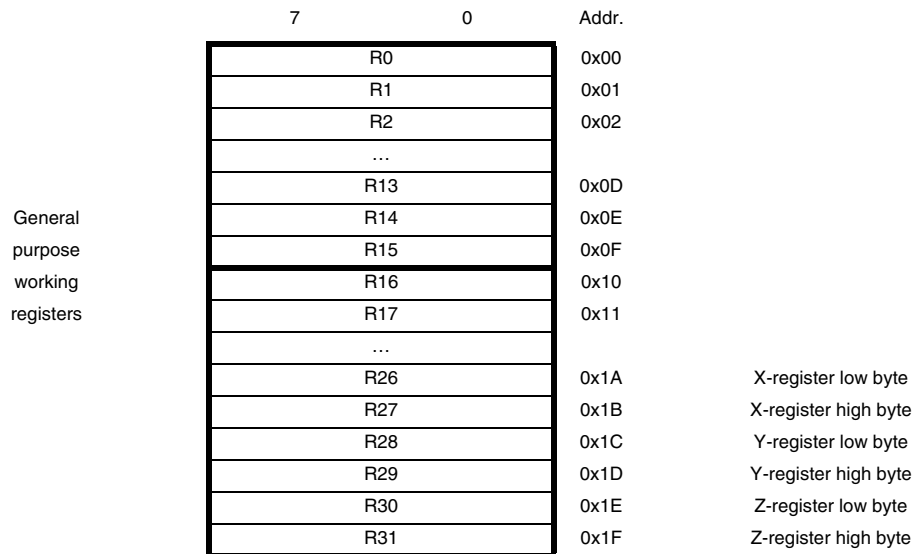 7 0 Addr.
R0 0x00
R1 0x01
R2 0x02
…
R13 0x0D
General R14 0x0E
purpose R15 0x0F
working R16 0x10
registers R17 0x11
…
R26 0x1A X-register low byte
R27 0x1B X-register high byte
R28 0x1C Y-register low byte
R29 0x1D Y-register high byte
R30 0x1E Z-register low byte
R31 0x1F Z-register high byte